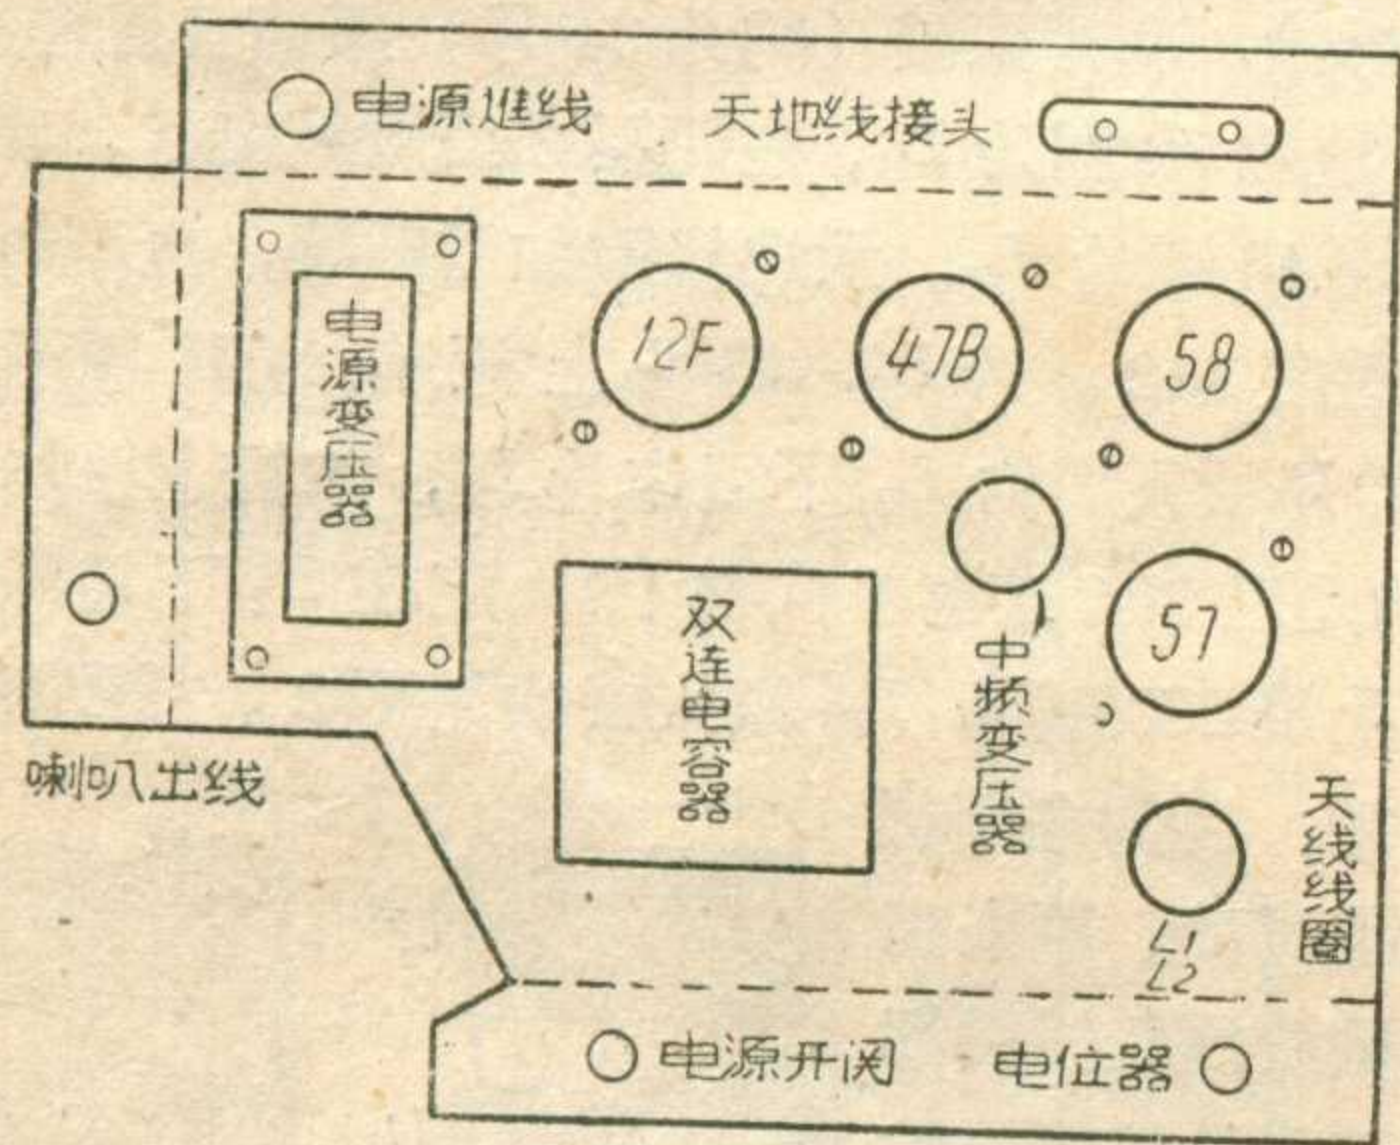 电源进线
天地线接头
电源变压器
12F
47B
58
57
双连电容器
中频变压器
喇叭出线
天线线圈
L1
L2
电源开关
电位器